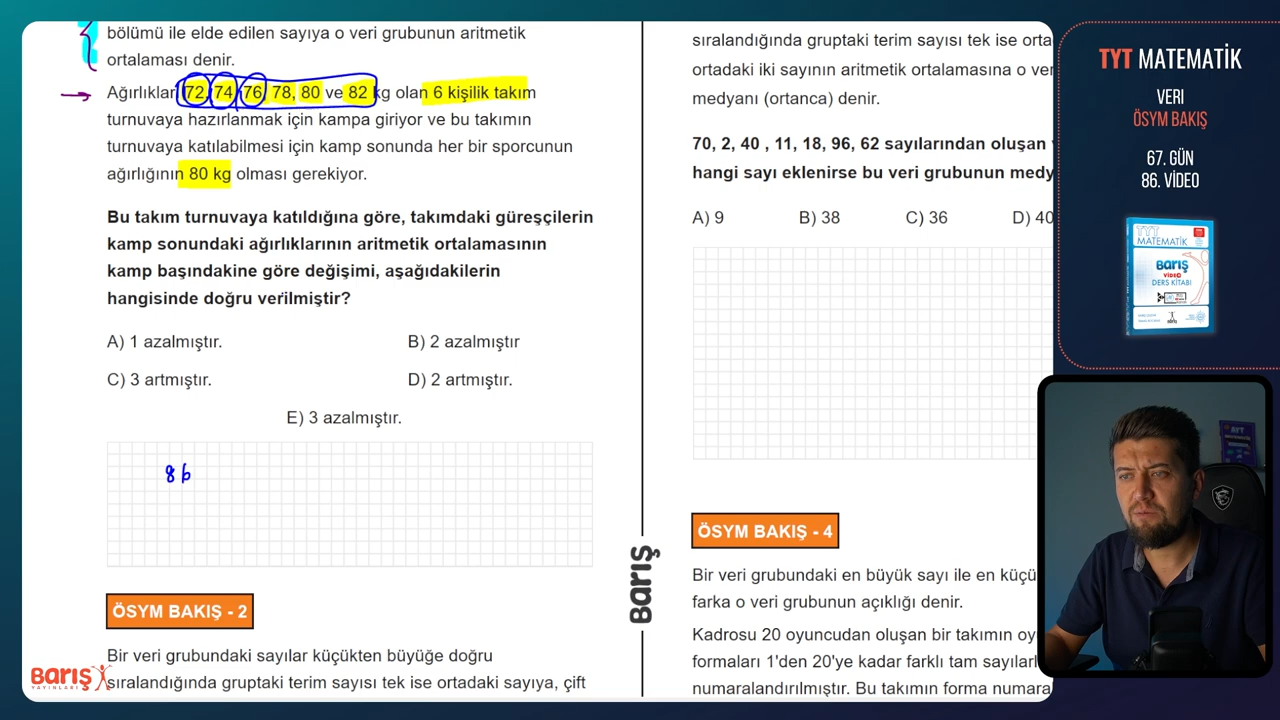 bölümü ile elde edilen sayıya o veri grubunun aritmetik
ortalaması denir.
Ağırlıkları 72, 74, 76, 78, 80 ve 82 kg olan 6 kişilik takım
turnuvaya hazırlanmak için kampa giriyor ve bu takımın
turnuvaya katılabilmesi için kamp sonunda her bir sporcunun
ağırlığının 80 kg olması gerekiyor.
Bu takım turnuvaya katıldığına göre, takımdaki güreşçilerin
kamp sonundaki ağırlıklarının aritmetik ortalamasının
kamp başındakine göre değişimi, aşağıdakilerin
hangisinde doğru verilmiştir?
A) 1 azalmıştır.
B) 2 azalmıştır
C) 3 artmıştır.
D) 2 artmıştır.
E) 3 azalmıştır.
86
ÖSYM BAKIŞ - 2
Bir veri grubundaki sayılar küçükten büyüğe doğru
sıralandığında gruptaki terim sayısı tek ise ortadaki sayıya, çift
BARIŞ
YAYINLARI
BARIŞ
sıralandığında gruptaki terim sayısı tek ise orta
ortadaki iki sayının aritmetik ortalamasına o ver
medyanı (ortanca) denir.
70, 2, 40 , 11, 18, 96, 62 sayılarından oluşan
hangi sayı eklenirse bu veri grubunun medy
A) 9
B) 38
C) 36
D) 40
ÖSYM BAKIŞ - 4
Bir veri grubundaki en büyük sayı ile en küçü
farka o veri grubunun açıklığı denir.
Kadrosu 20 oyuncudan oluşan bir takımın oy
formaları 1'den 20'ye kadar farklı tam sayılarl
numaralandırılmıştır. Bu takımın forma numara
TYT MATEMATİK
VERI
ÖSYM BAKIŞ
67. GÜN
86. VİDEO
TYT
MATEMATİK
BARIŞ
VİDEO
DERS KİTABI